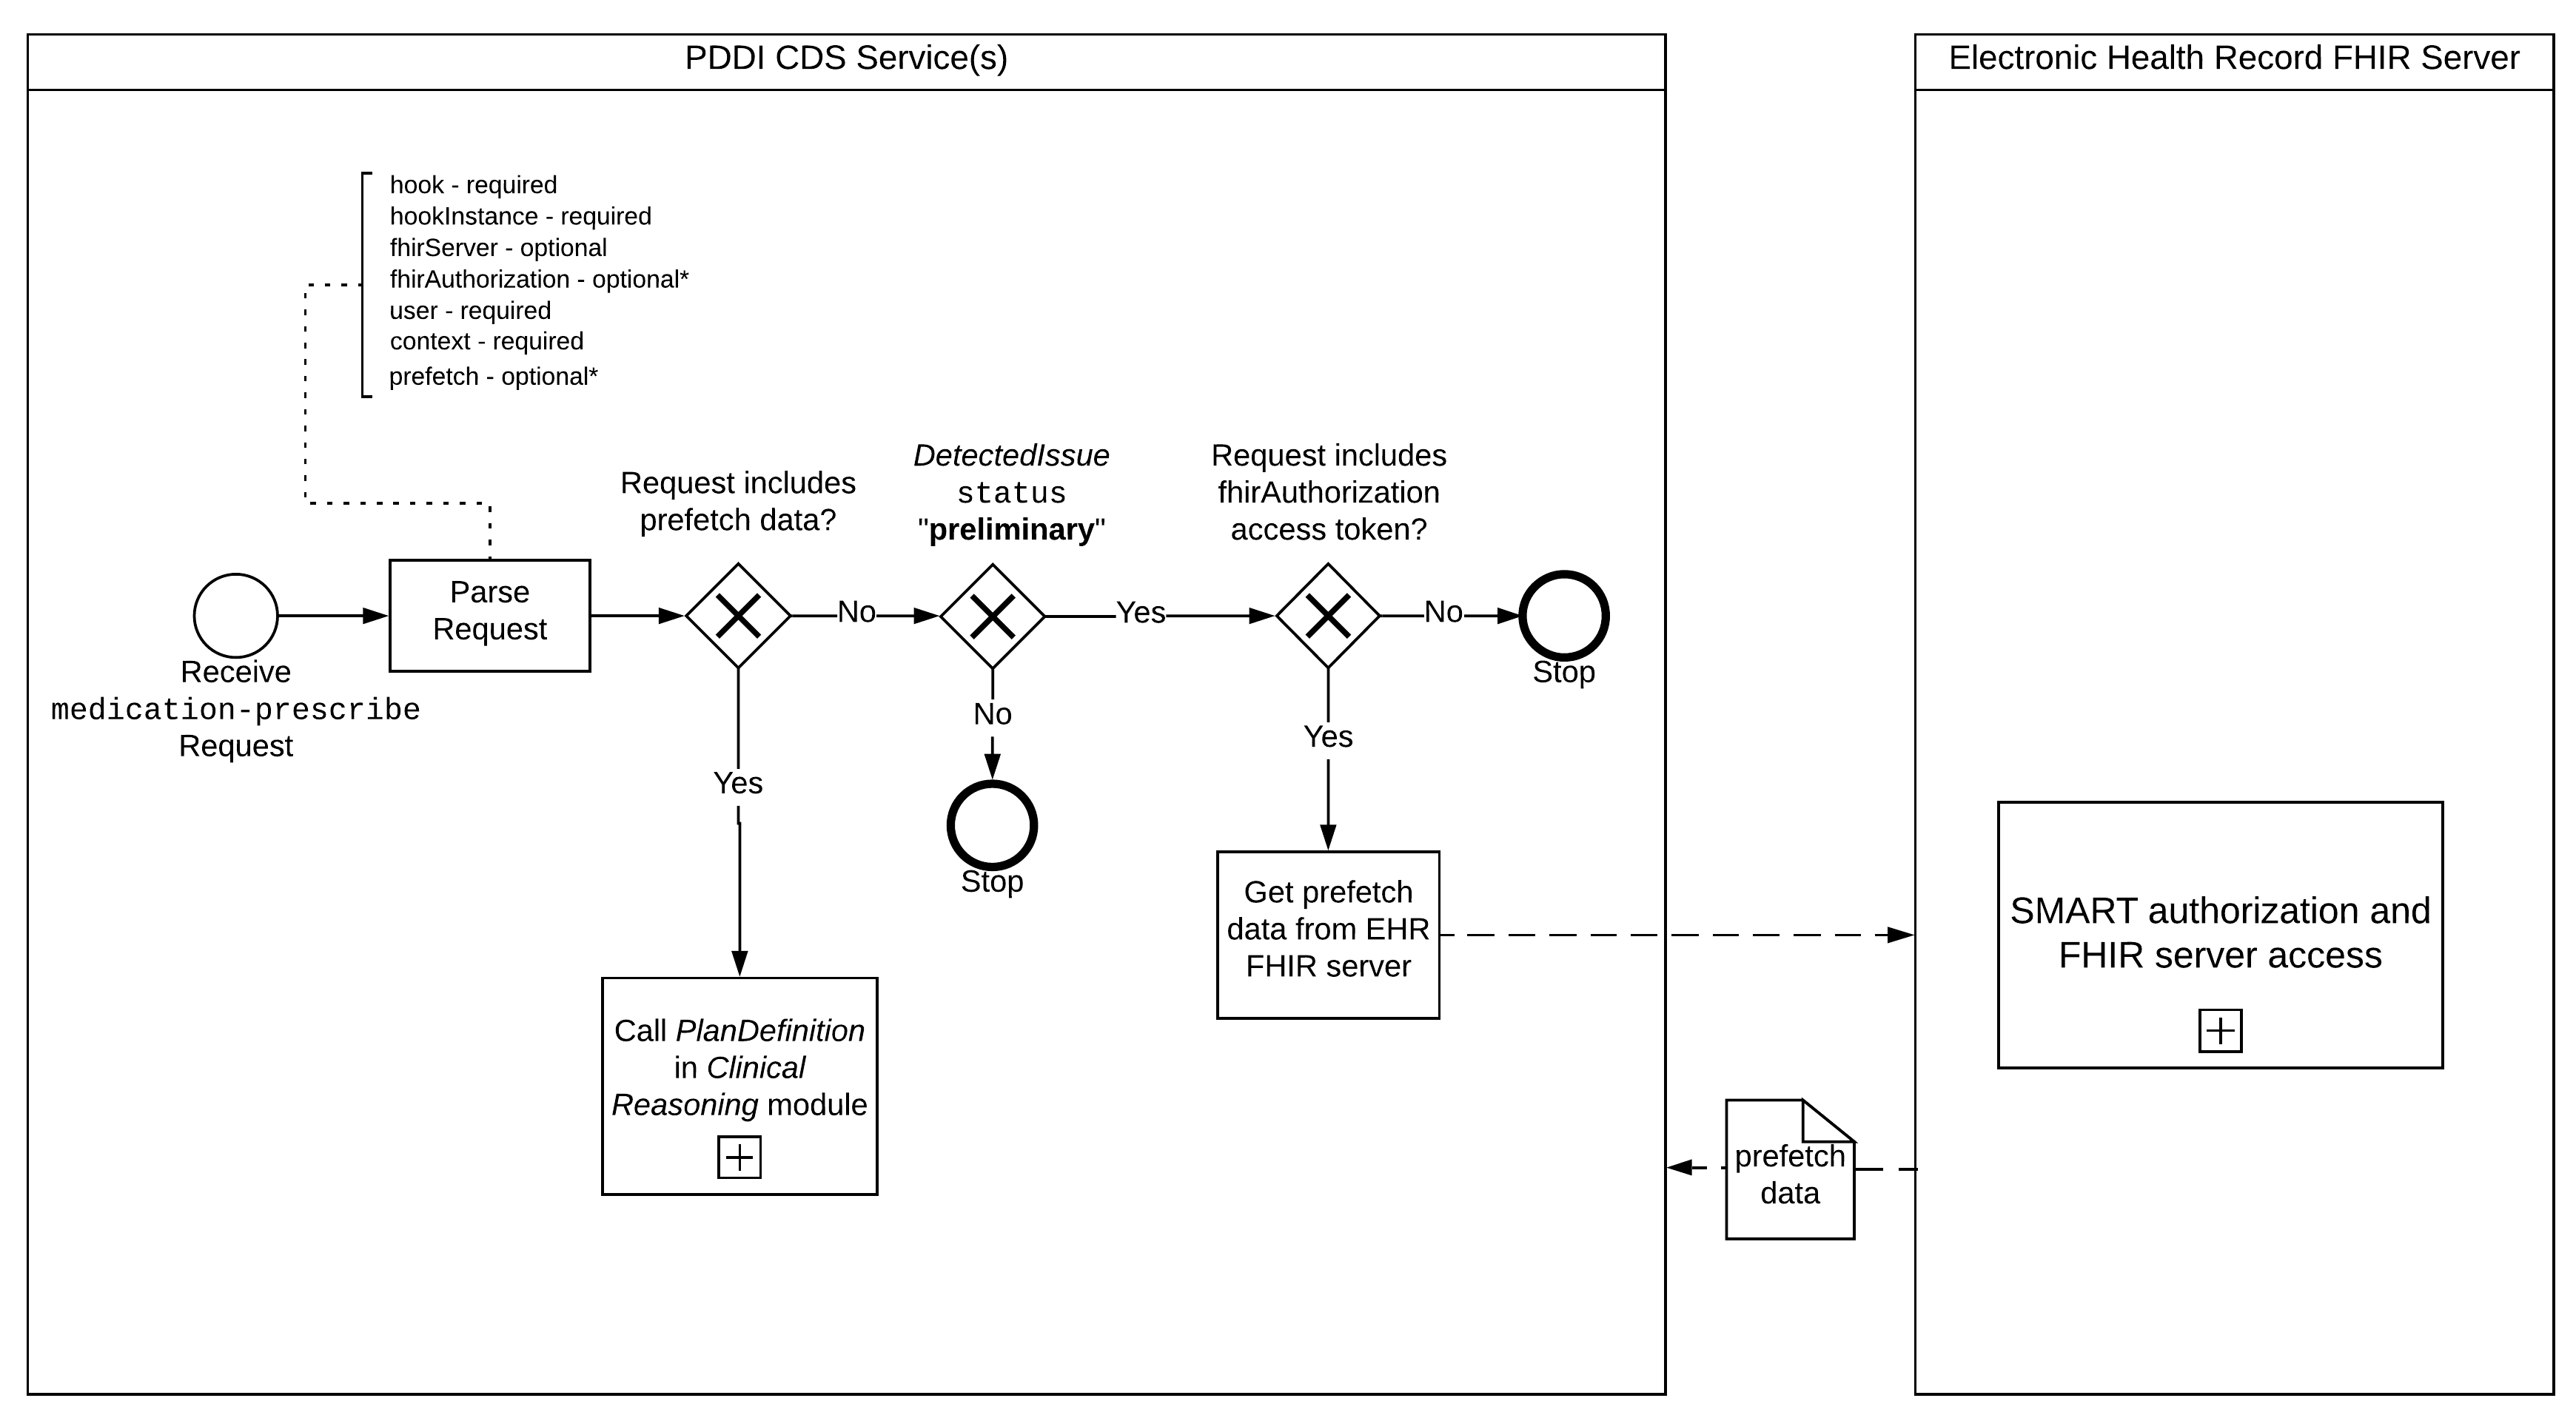 PDDI CDS Service(s)
Electronic Health Record FHIR Server
hook - required
hookInstance - required
fhirServer - optional
fhirAuthorization - optional*
user - required
context - required
prefetch - optional*
Request includes
prefetch data?
DetectedIssue
status
"preliminary"
Request includes
fhirAuthorization
access token?
Parse
Request
No
Yes
No
Receive
medication-prescribe
Request
Stop
No
Yes
Yes
Stop
Get prefetch
data from EHR
FHIR server
SMART authorization and
FHIR server access
Call PlanDefinition
in Clinical
Reasoning module
prefetch
data